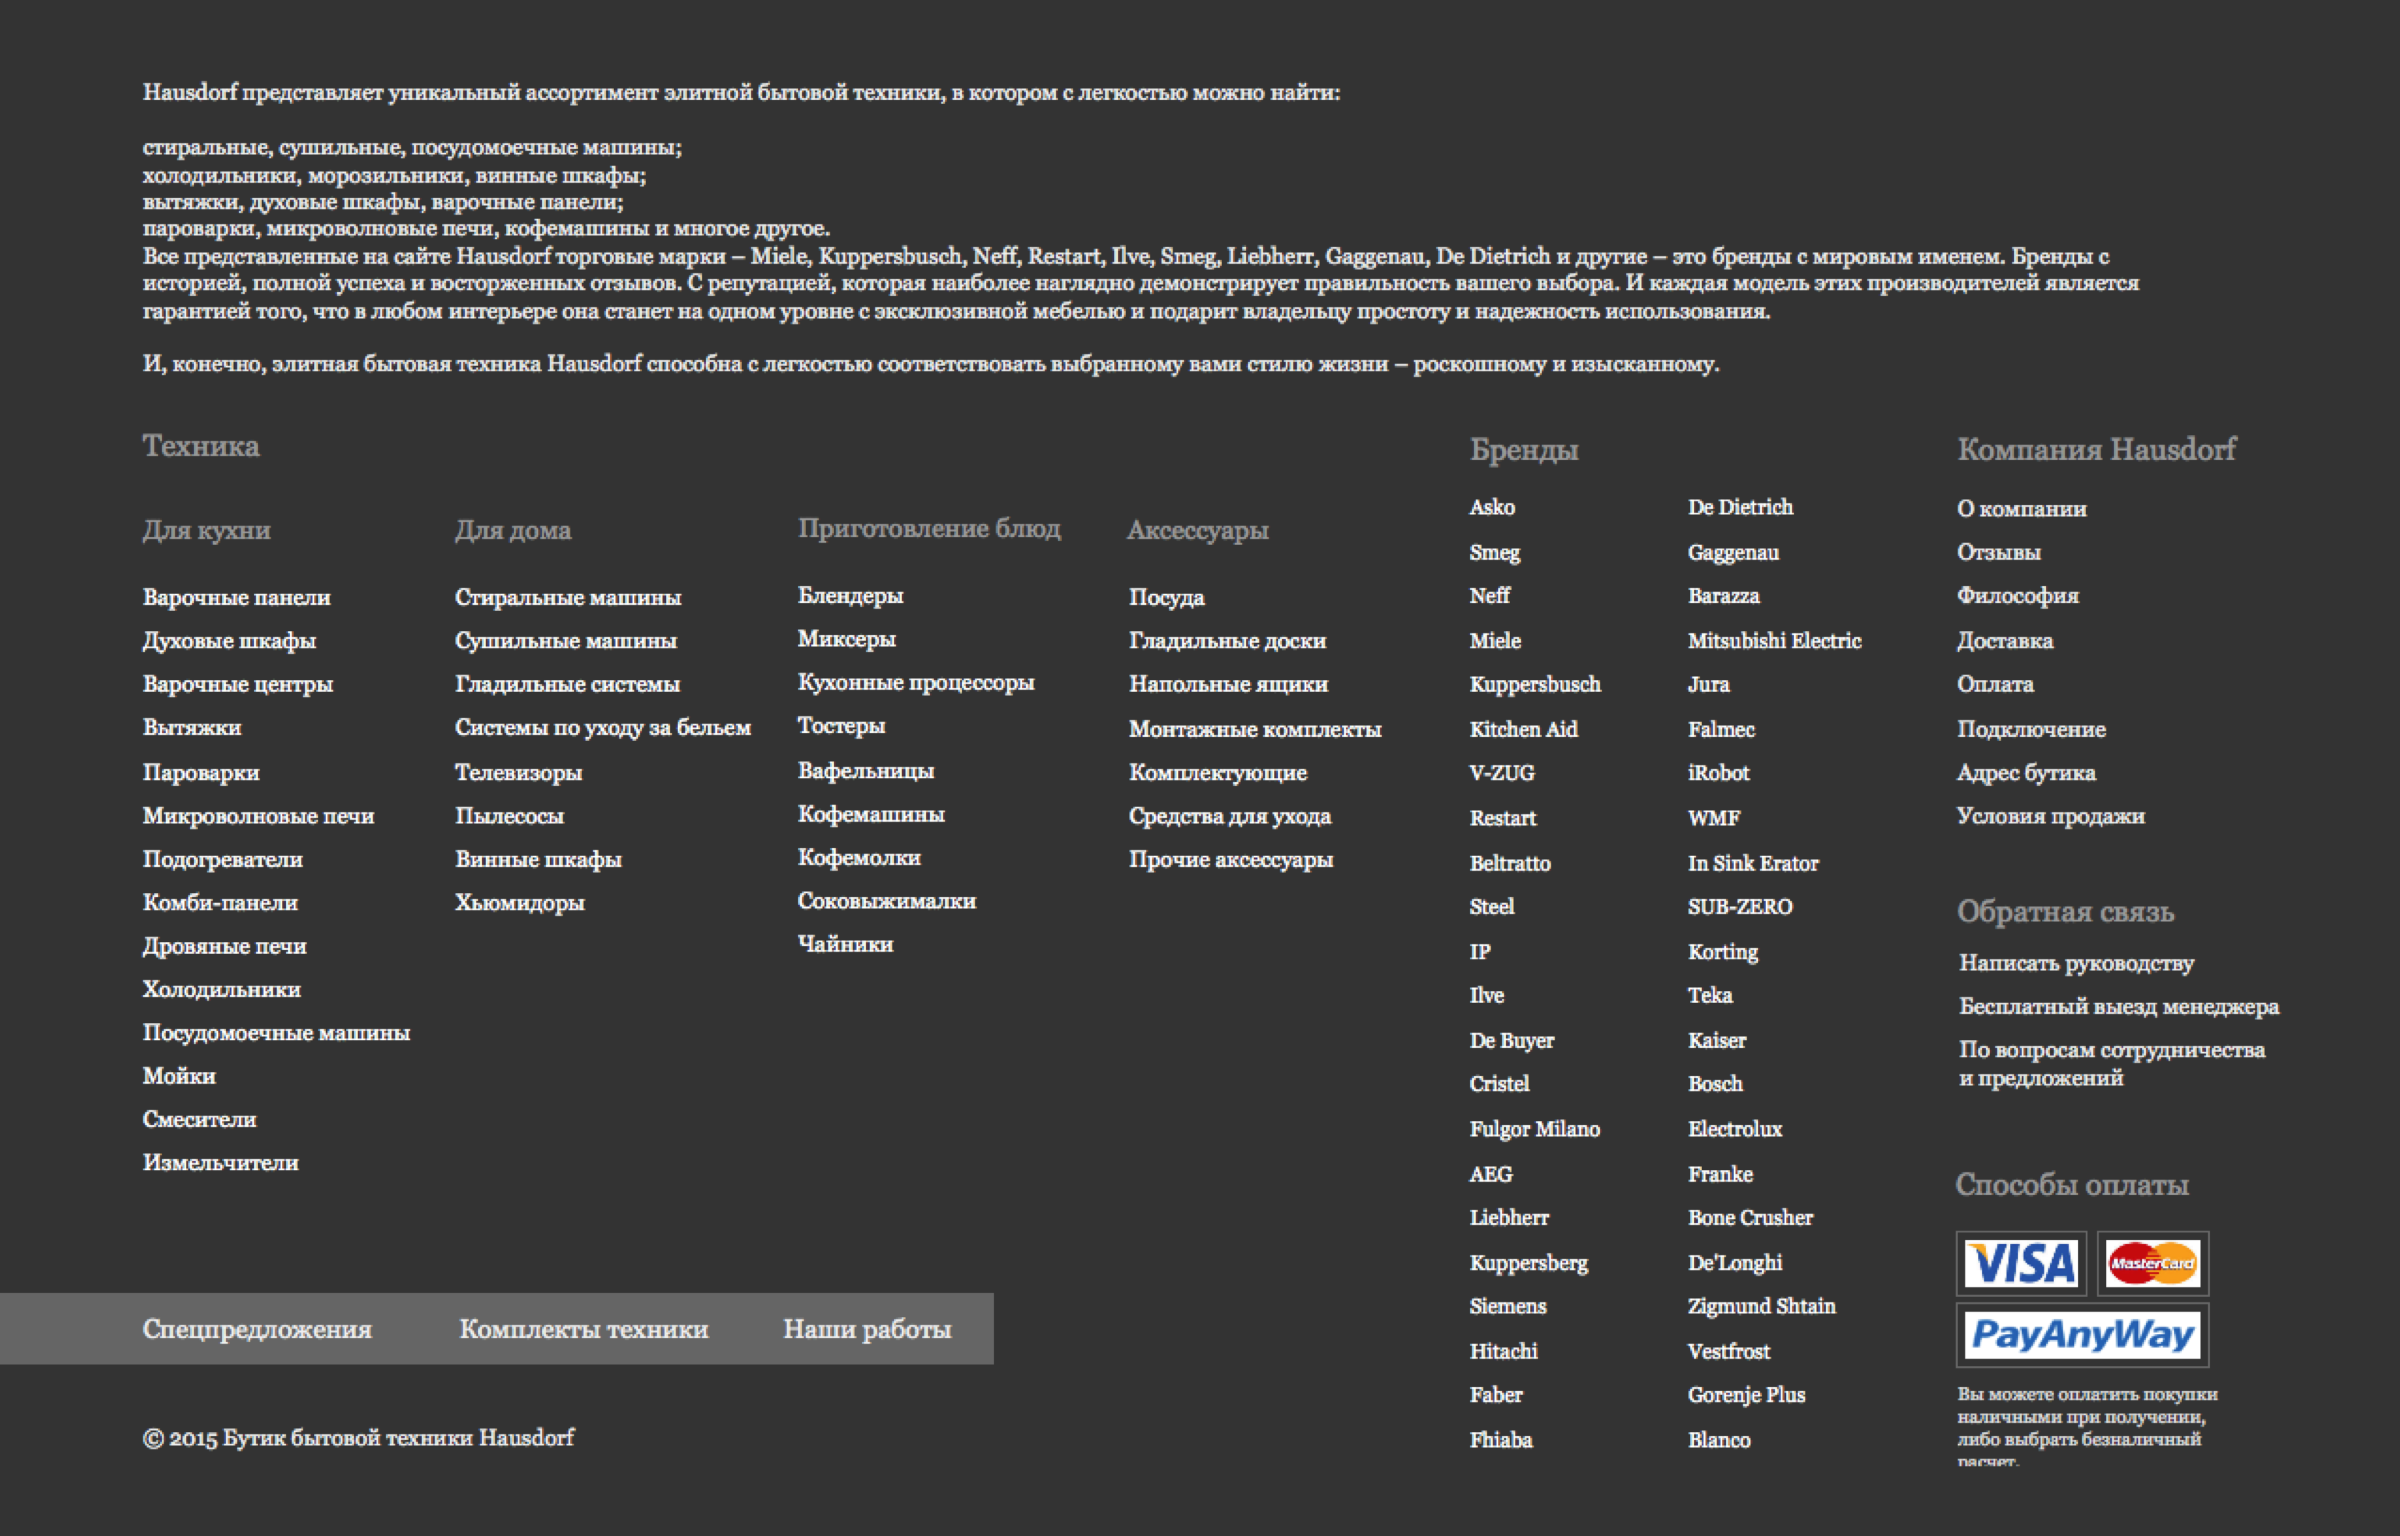 Hausdorf представляет уникальный ассортимент элитной бытовой техники, в котором с легкостью можно найти:
стиральные, сушильные, посудомоечные машины;
холодильники, морозильники, винные шкафы;
вытяжки, духовые шкафы, варочные панели;
пароварки, микроволновые печи, кофемашины и многое другое.
Все представленные на сайте Hausdorf торговые марки – Miele, Kuppersbusch, Neff, Restart, Ilve, Smeg, Liebherr, Gaggenau, De Dietrich и другие – это бренды с мировым именем. Бренды с
историей, полной успеха и восторженных отзывов. С репутацией, которая наиболее наглядно демонстрирует правильность вашего выбора. И каждая модель этих производителей является
гарантией того, что в любом интерьере она станет на одном уровне с эксклюзивной мебелью и подарит владельцу простоту и надежность использования.
И, конечно, элитная бытовая техника Hausdorf способна с легкостью соответствовать выбранному вами стилю жизни – роскошному и изысканному.
Техника
Для кухни
Варочные панели
Духовые шкафы
Варочные центры
Вытяжки
Пароварки
Микроволновые печи
Подогреватели
Комби-панели
Дровяные печи
Холодильники
Посудомоечные машины
Мойки
Смесители
Измельчители
Для дома
Стиральные машины
Сушильные машины
Гладильные системы
Системы по уходу за бельем
Телевизоры
Пылесосы
Винные шкафы
Хьюмидоры
Приготовление блюд
Блендеры
Миксеры
Кухонные процессоры
Тостеры
Вафельницы
Кофемашины
Кофемолки
Соковыжималки
Чайники
Аксессуары
Посуда
Гладильные доски
Напольные ящики
Монтажные комплекты
Комплектующие
Средства для ухода
Прочие аксессуары
Бренды
Asko
Smeg
Neff
Miele
Kuppersbusch
Kitchen Aid
V-ZUG
Restart
Beltratto
Steel
IP
Ilve
De Buyer
Cristel
Fulgor Milano
AEG
Liebherr
Kuppersberg
Siemens
Hitachi
Faber
Fhiaba
De Dietrich
Gaggenau
Barazza
Mitsubishi Electric
Jura
Falmec
iRobot
WMF
In Sink Erator
SUB-ZERO
Korting
Teka
Kaiser
Bosch
Electrolux
Franke
Bone Crusher
De'Longhi
Zigmund Shtain
Vestfrost
Gorenje Plus
Blanco
Компания Hausdorf
О компании
Отзывы
Философия
Доставка
Оплата
Подключение
Адрес бутика
Условия продажи
Обратная связь
Написать руководству
Бесплатный выезд менеджера
По вопросам сотрудничества
и предложений
Способы оплаты
VISA
MasterCard
PayAnyWay
Вы можете оплатить покупки
наличными при получении,
либо выбрать безналичный
расчет.
Спецпредложения
Комплекты техники
Наши работы
© 2015 Бутик бытовой техники Hausdorf